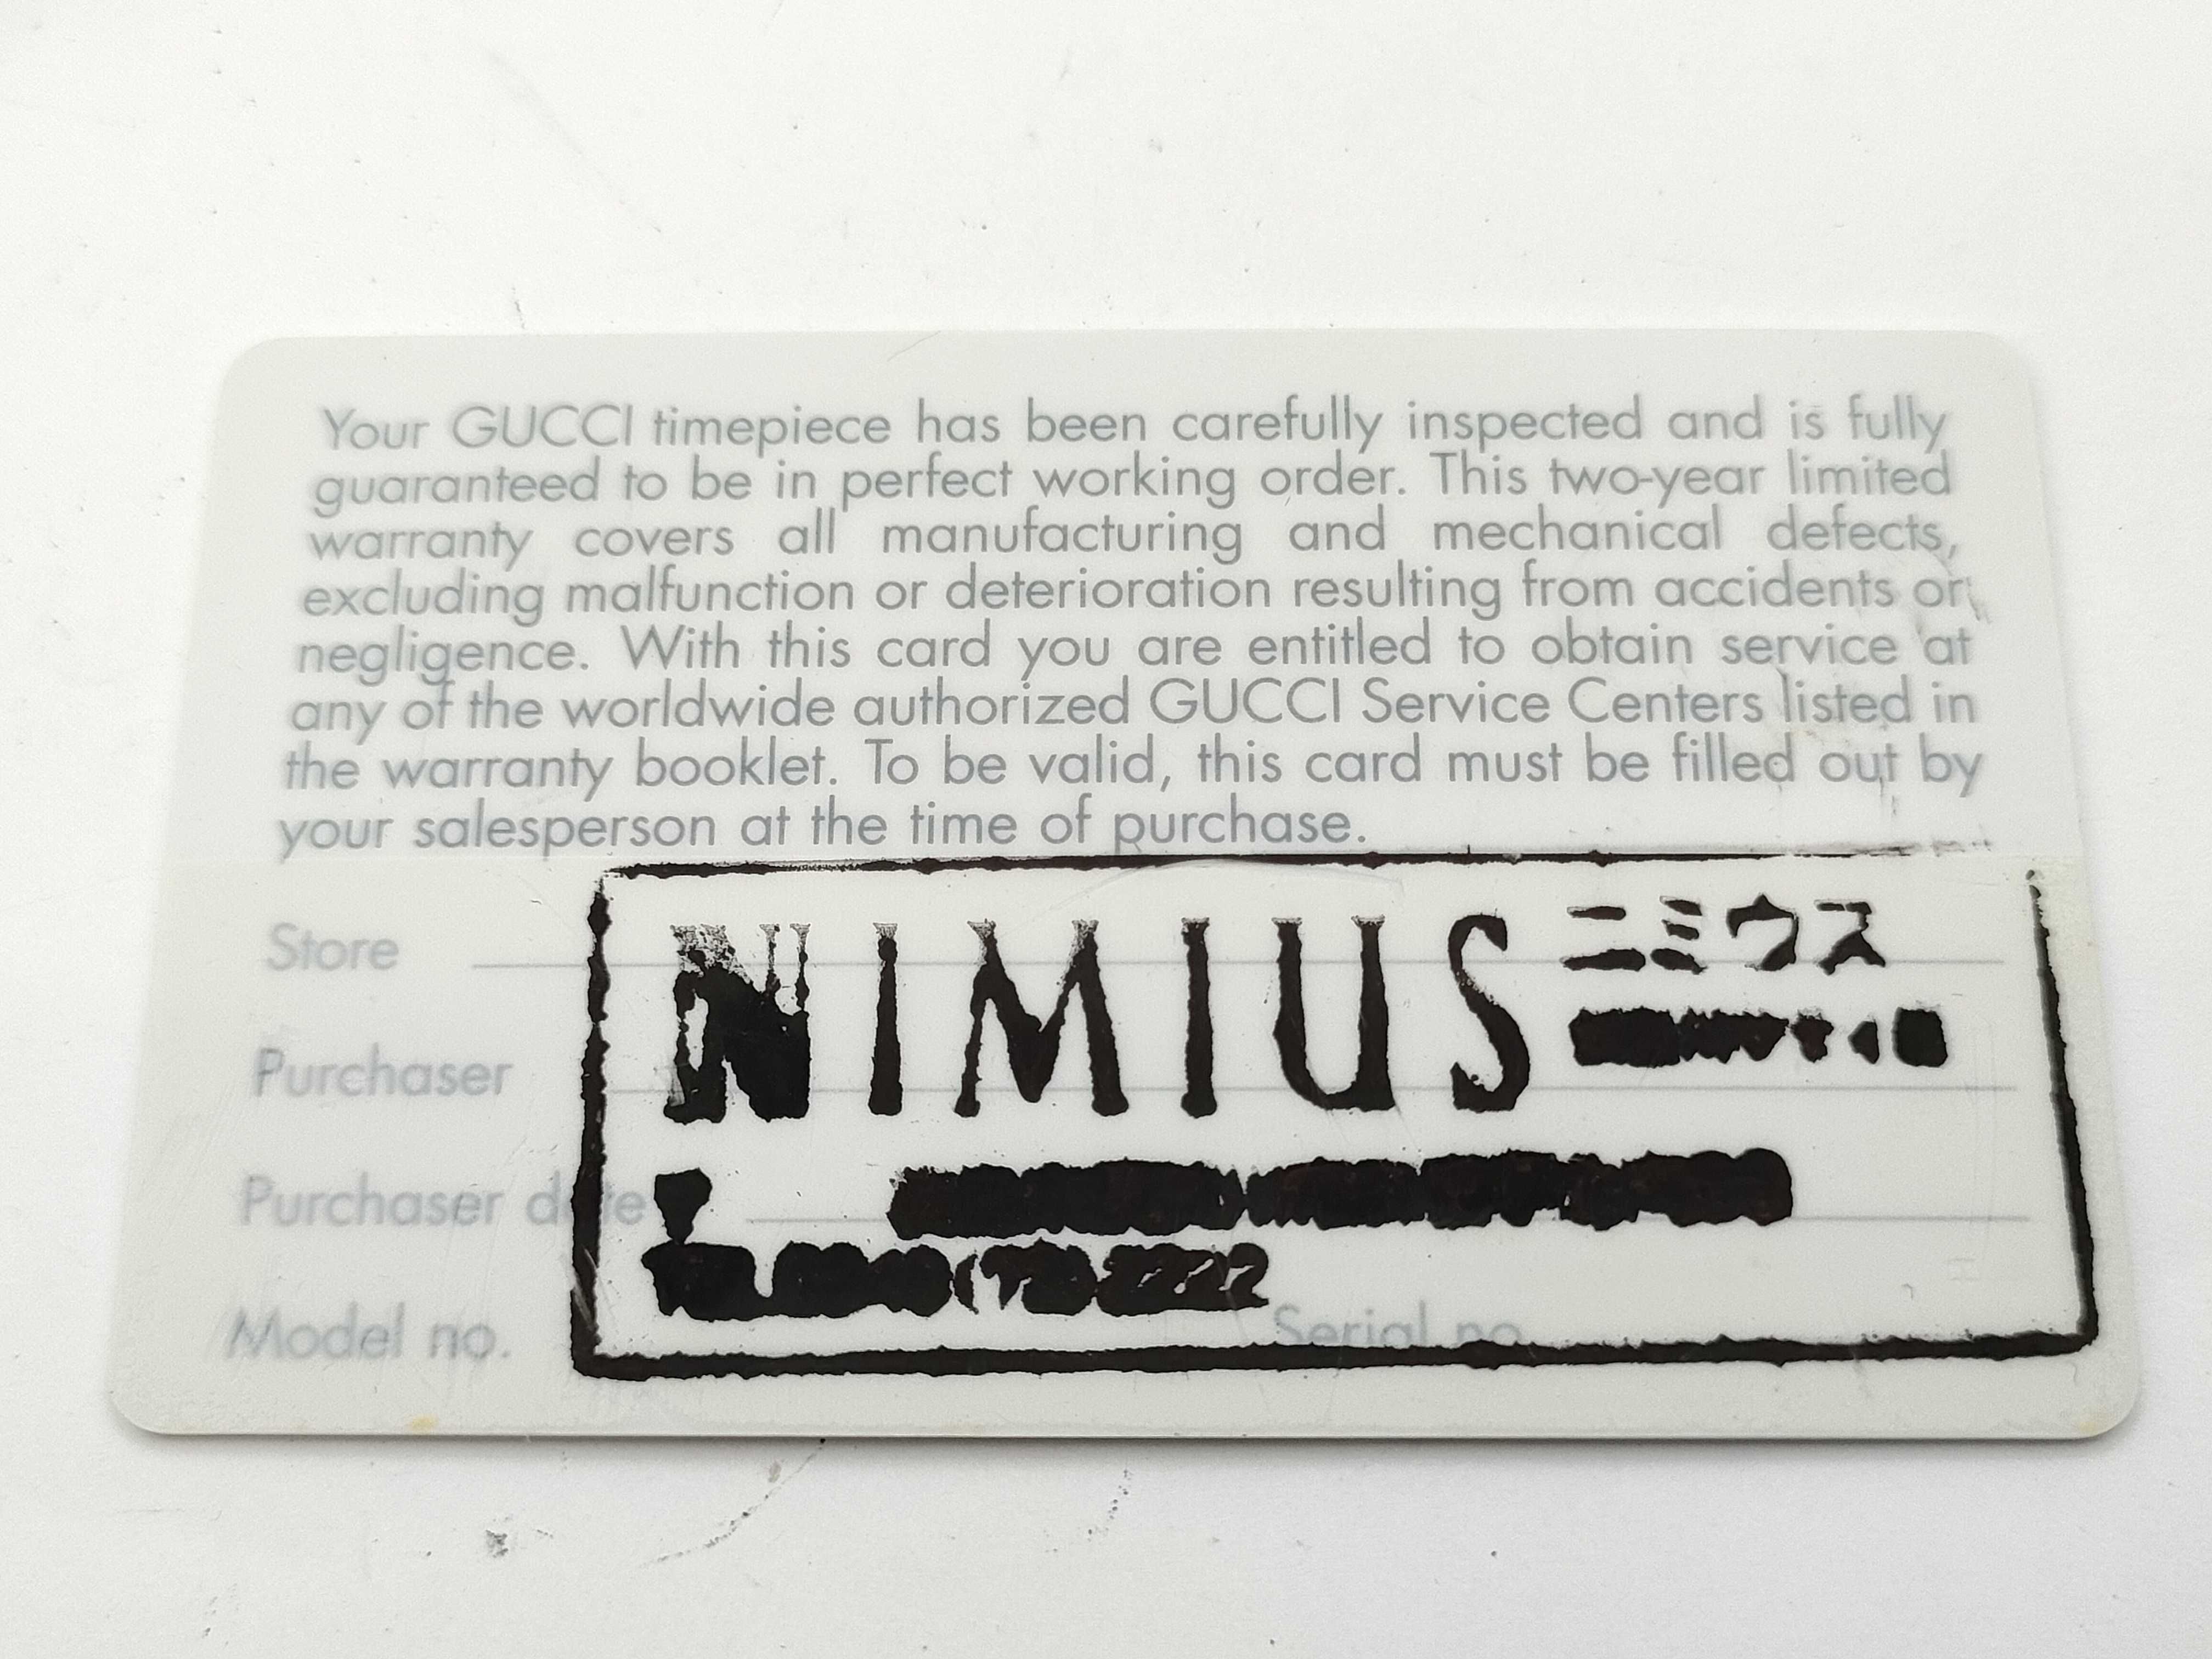 Your GUCCI timepiece has been carefully inspected and is fully
guaranteed to be in perfect working order. This two-year limited
warranty covers all manufacturing and mechanical defects,
excluding malfunction or deterioration resulting from accidents or
negligence. With this card you are entitled to obtain service at
any of the worldwide authorized GUCCI Service Centers listed in
the warranty booklet. To be valid, this card must be filled out by
your salesperson at the time of purchase.
Store NIMIUS ニミウス
Purchaser
Purchaser date
2222
Model no. Serial no.